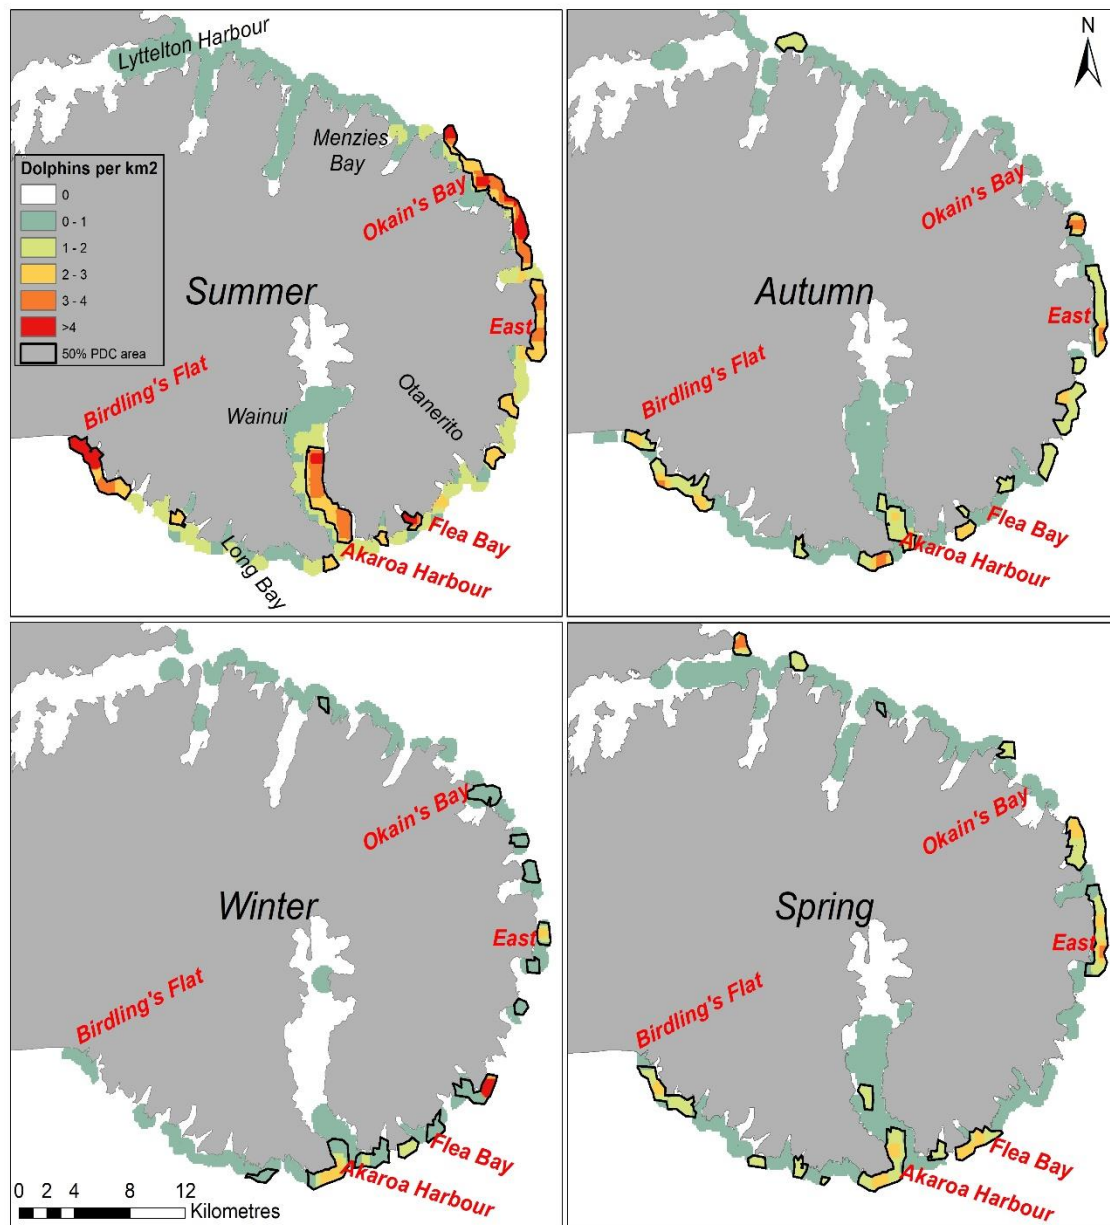 Lyttelton Harbour
Menzies
Bay
Okain's Bay
Dolphins per km2
0
0 - 1
1 - 2
2 - 3
3 - 4
>4
50% PDC area
Summer
East
Birdling's Flat
Wainui
Otanerito
Long Bay
Flea Bay
Akaroa Harbour
N
Okain's Bay
Autumn
East
Birdling's Flat
Flea Bay
Akaroa Harbour
Okain's Bay
Winter
East
Birdling's Flat
Flea Bay
Akaroa Harbour
0 2 4 8 12
Kilometres
Okain's Bay
Spring
East
Birdling's Flat
Flea Bay
Akaroa Harbour